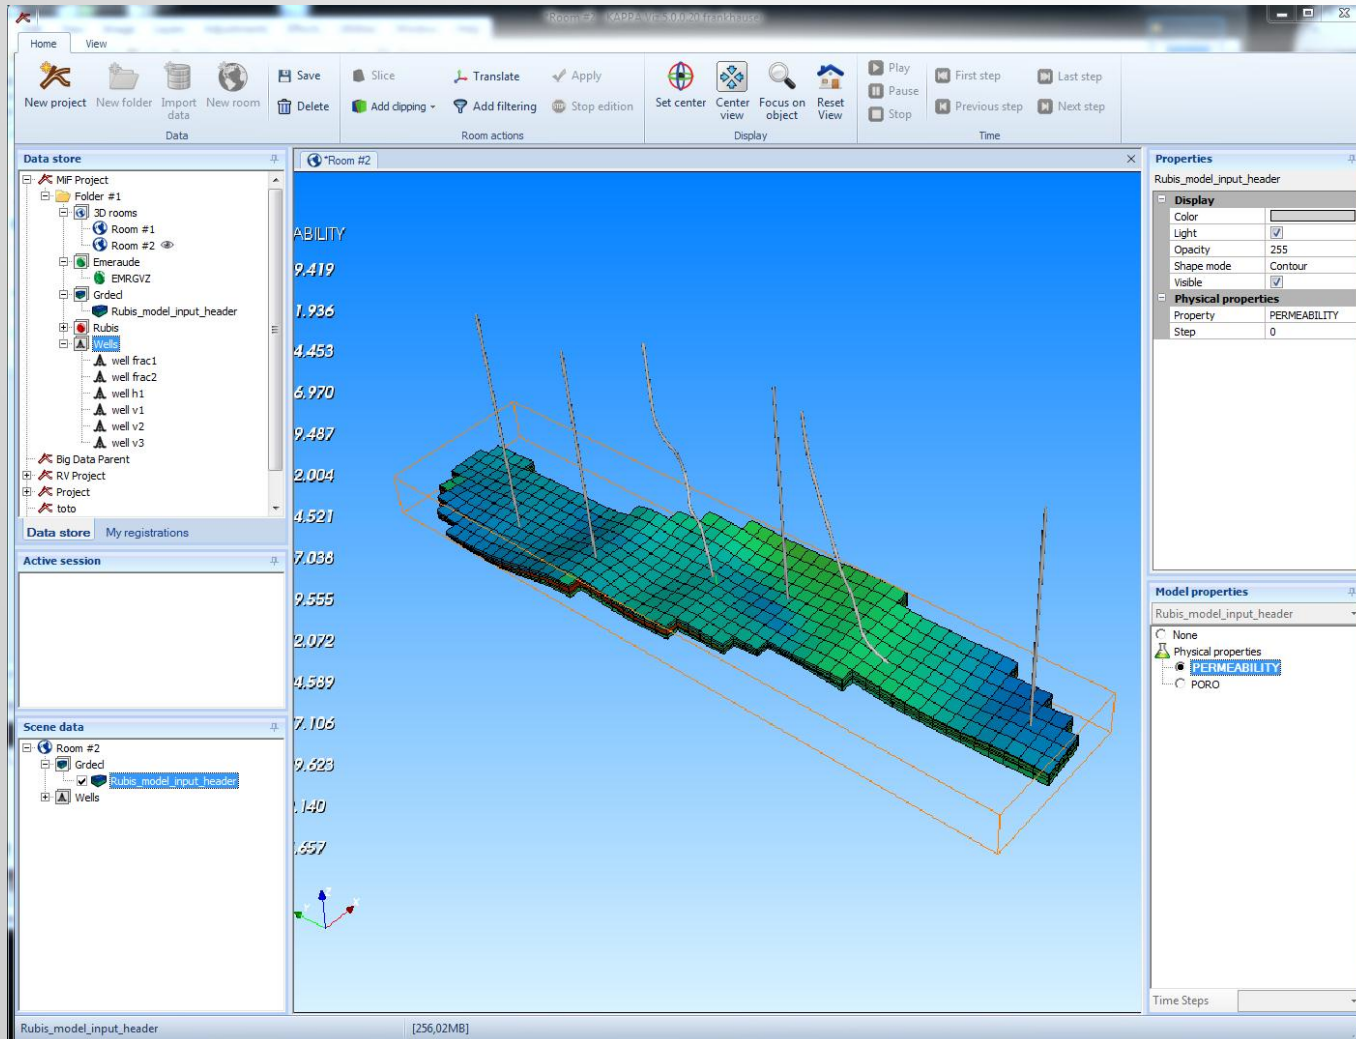 Home View
New project New folder Import data New room
Save
Delete
Data
Slice Translate Apply
Add clipping Add filtering Stop edition
Room actions
Set center Center view Focus on object Reset View
Display
Play
Pause
Stop
First step Last step
Previous step Next step
Time
Data store
MiF Project
Folder #1
3D rooms
Room #1
Room #2
Emeraude
EMRGVZ
Grdecl
Rubis_model_input_header
Rubis
Wells
well frac1
well frac2
well h1
well v1
well v2
well v3
Big Data Parent
RV Project
Project
toto
Data store My registrations
Active session
Scene data
Room #2
Grdecl
Rubis_model_input_header
Wells
*Room #2
ABILITY
9.419
1.936
4.453
6.970
9.487
2.004
4.521
7.038
9.555
2.072
4.589
7.106
9.623
.140
.657
Z
X
Properties
Rubis_model_input_header
Display
Color
Light
Opacity 255
Shape mode Contour
Visible
Physical properties
Property PERMEABILITY
Step 0
Model properties
Rubis_model_input_header
None
Physical properties
PERMEABILITY
PORO
Time Steps
Rubis_model_input_header [256,02MB]